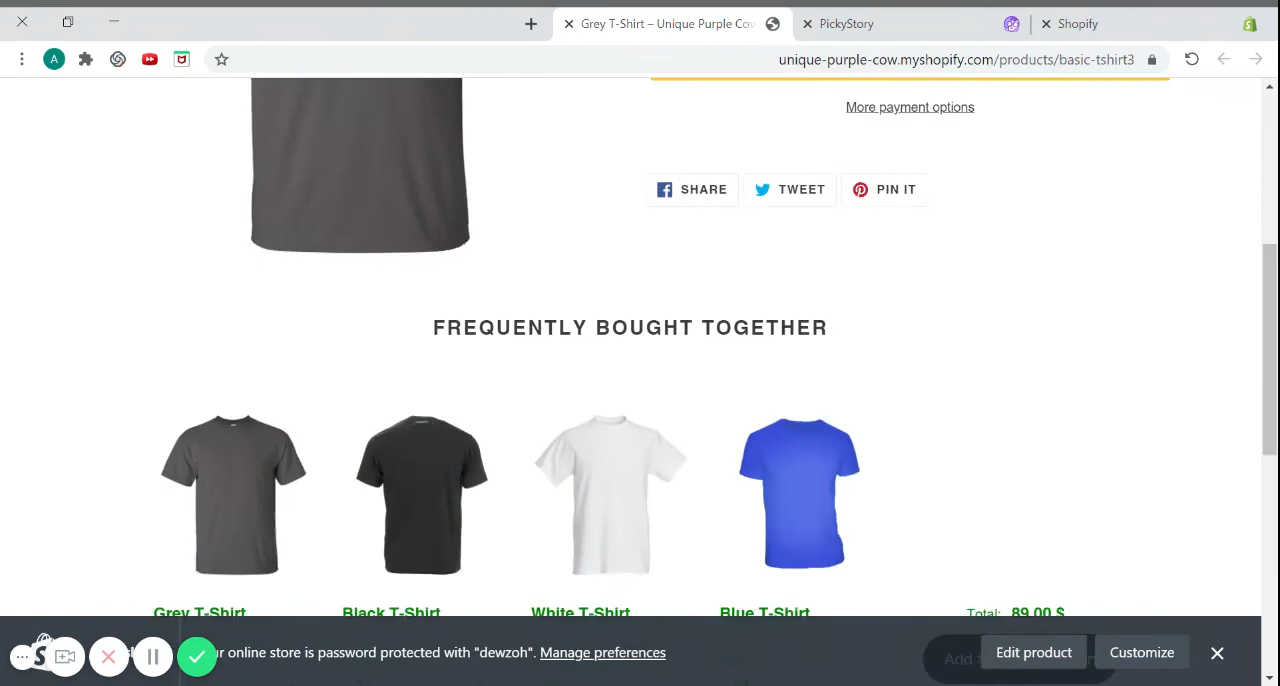 Grey T-Shirt – Unique Purple Cow
PickyStory
Shopify
A
unique-purple-cow.myshopify.com/products/basic-tshirt3
More payment options
SHARE
TWEET
PIN IT
FREQUENTLY BOUGHT TOGETHER
Grey T-Shirt
Black T-Shirt
White T-Shirt
Blue T-Shirt
Total: 89.00 $
online store is password protected with "dewzoh". Manage preferences
Add
Edit product
Customize